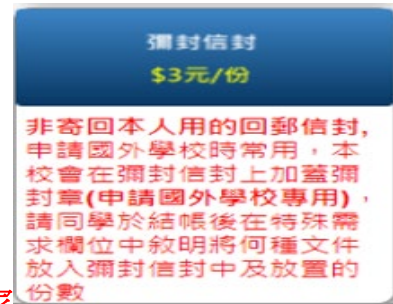 彌封信封
$3元/份
非寄回本人用的回郵信封,
申請國外學校時常用，本
校會在彌封信封上加蓋彌
封章(申請國外學校專用)，
請同學於結帳後在特殊需
求欄位中敘明將何種文件
放入彌封信封中及放置的
份數